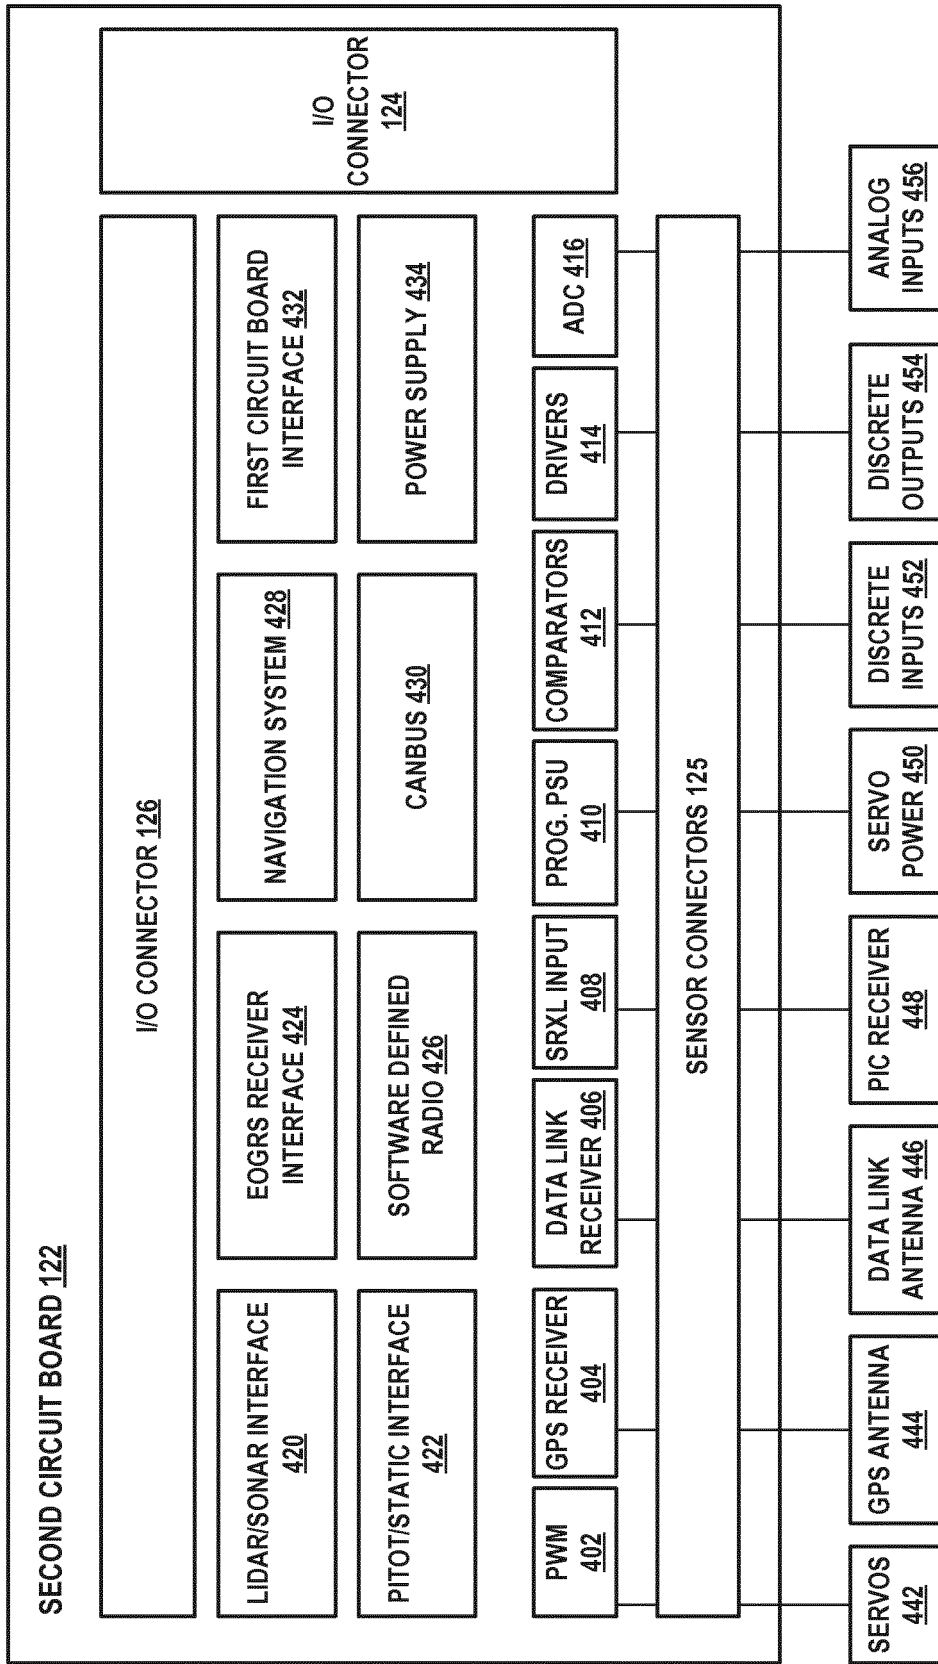 SECOND CIRCUIT BOARD 122
I/O CONNECTOR 126
I/O
CONNECTOR
124
LIDAR/SONAR INTERFACE
420
EOGRS RECEIVER
INTERFACE 424
NAVIGATION SYSTEM 428
FIRST CIRCUIT BOARD
INTERFACE 432
PITOT/STATIC INTERFACE
422
SOFTWARE DEFINED
RADIO 426
CANBUS 430
POWER SUPPLY 434
PWM
402
GPS RECEIVER
404
DATA LINK
RECEIVER 406
SRXL INPUT
408
PROG. PSU
410
COMPARATORS
412
DRIVERS
414
ADC 416
SENSOR CONNECTORS 125
SERVOS
442
GPS ANTENNA
444
DATA LINK
ANTENNA 446
PIC RECEIVER
448
SERVO
POWER 450
DISCRETE
INPUTS 452
DISCRETE
OUTPUTS 454
ANALOG
INPUTS 456